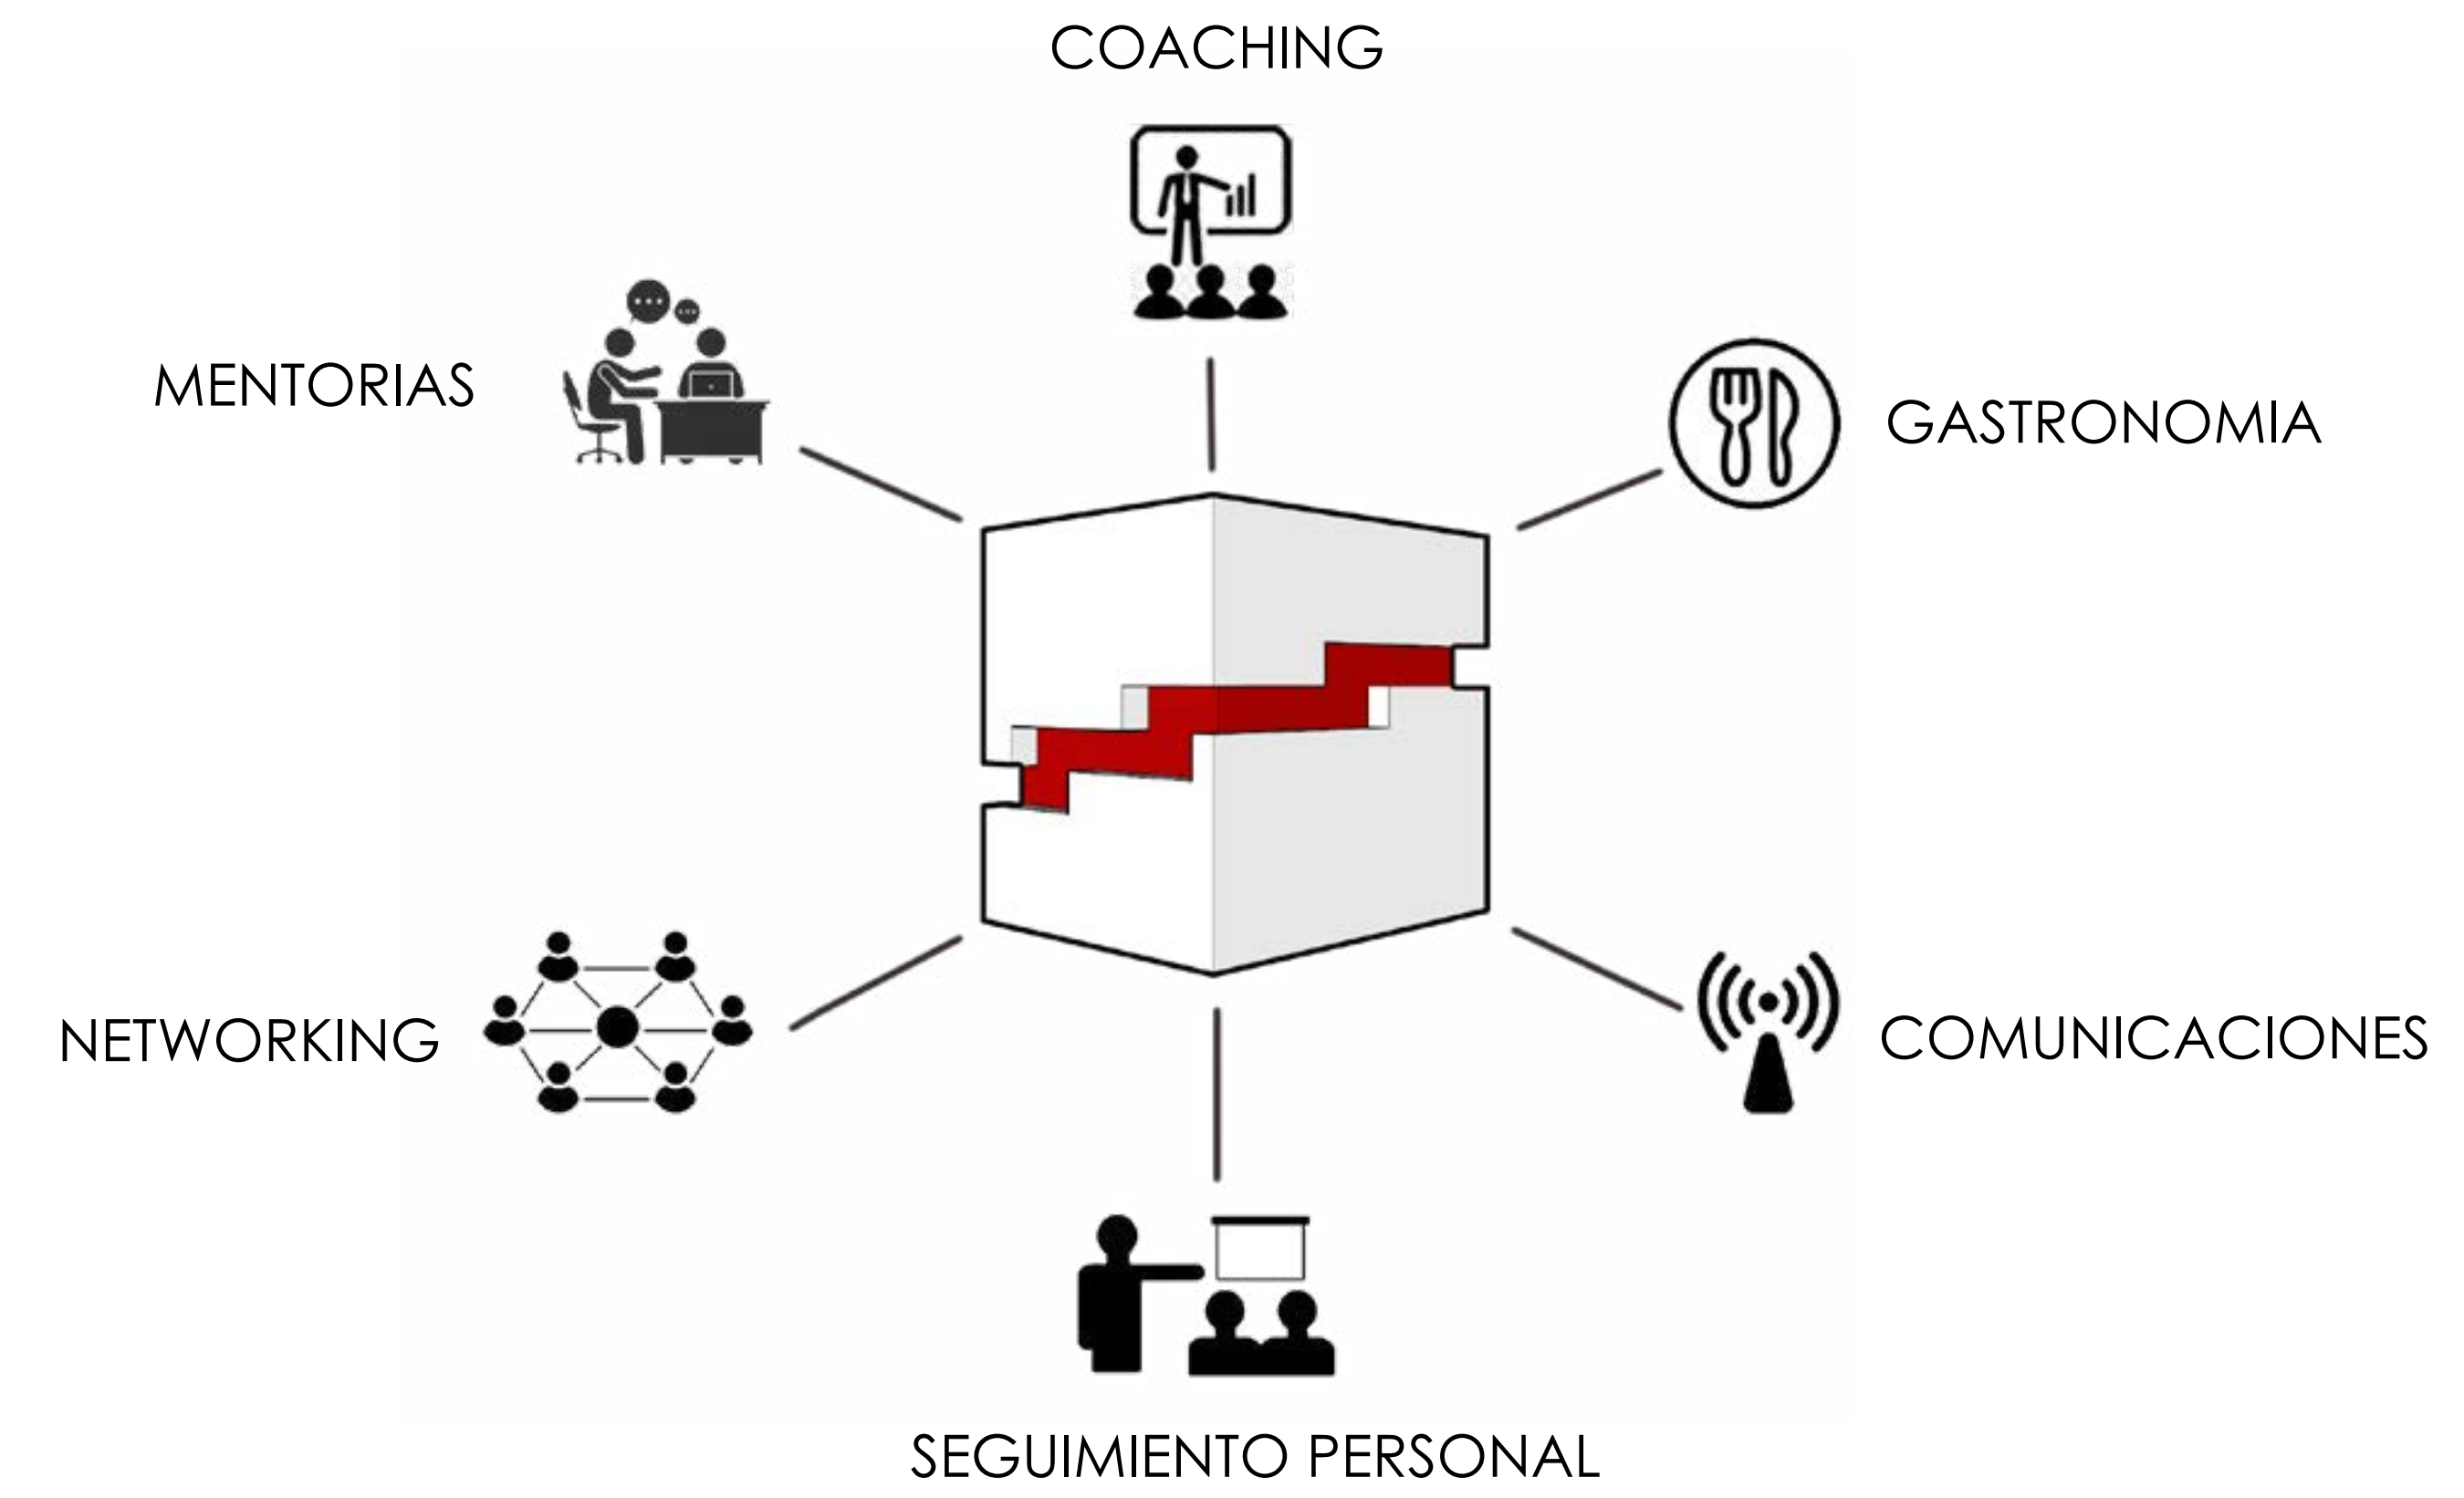 COACHING
MENTORIAS
GASTRONOMIA
NETWORKING
COMUNICACIONES
SEGUIMIENTO PERSONAL